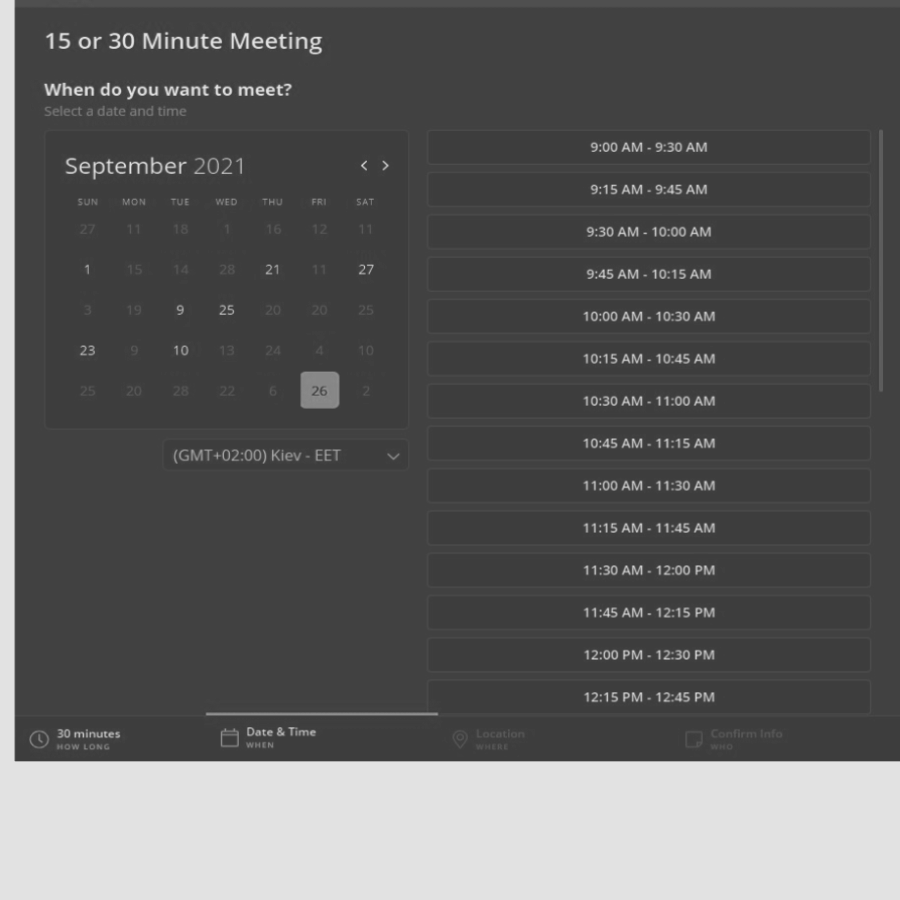 15 or 30 Minute Meeting
When do you want to meet?
Select a date and time
September 2021 < >
SUN MON TUE WED THU FRI SAT
27 11 18 1 16 12 11
1 15 14 28 21 11 27
3 19 9 25 20 20 25
23 9 10 13 24 4 10
25 20 28 22 6 26 2
(GMT+02:00) Kiev - EET
9:00 AM - 9:30 AM
9:15 AM - 9:45 AM
9:30 AM - 10:00 AM
9:45 AM - 10:15 AM
10:00 AM - 10:30 AM
10:15 AM - 10:45 AM
10:30 AM - 11:00 AM
10:45 AM - 11:15 AM
11:00 AM - 11:30 AM
11:15 AM - 11:45 AM
11:30 AM - 12:00 PM
11:45 AM - 12:15 PM
12:00 PM - 12:30 PM
12:15 PM - 12:45 PM
30 minutes
HOW LONG
Date & Time
WHEN
Location
WHERE
Confirm Info
WHO